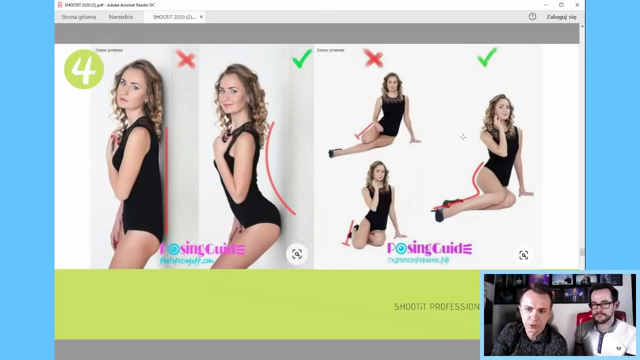 SHOOTiT 2020 (2).pdf - Adobe Acrobat Reader DC
Strona główna
Narzędzia
SHOOTiT 2020 (2)... ×
Zaloguj się
4
PosingGuide
PosingGuide
SHOOTiT PROFESSION